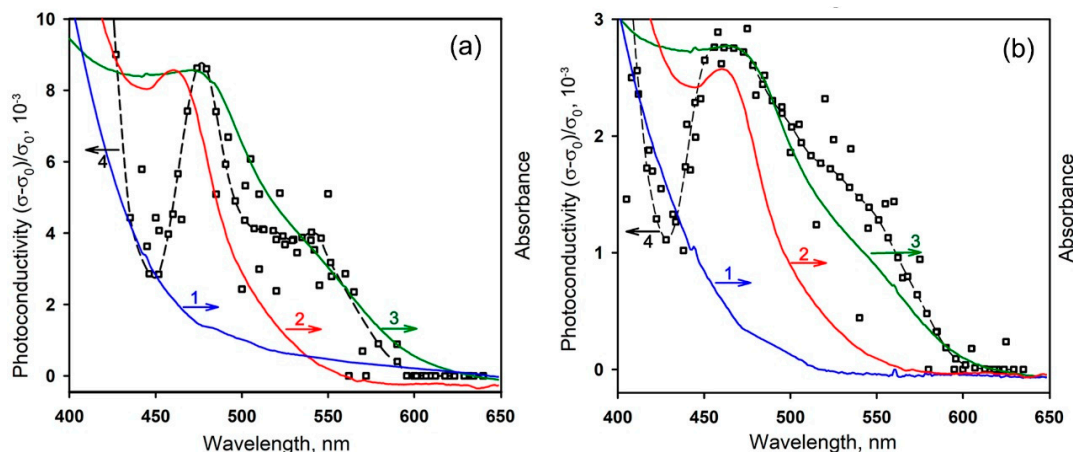 (a)
Photoconductivity (σ-σ₀)/σ₀, 10⁻³
10
8
6
4
2
0
4
1
2
3
400 450 500 550 600 650
Wavelength, nm
Absorbance
(b)
Photoconductivity (σ-σ₀)/σ₀, 10⁻³
3
2
1
0
4
1
2
3
400 450 500 550 600 650
Wavelength, nm
Absorbance